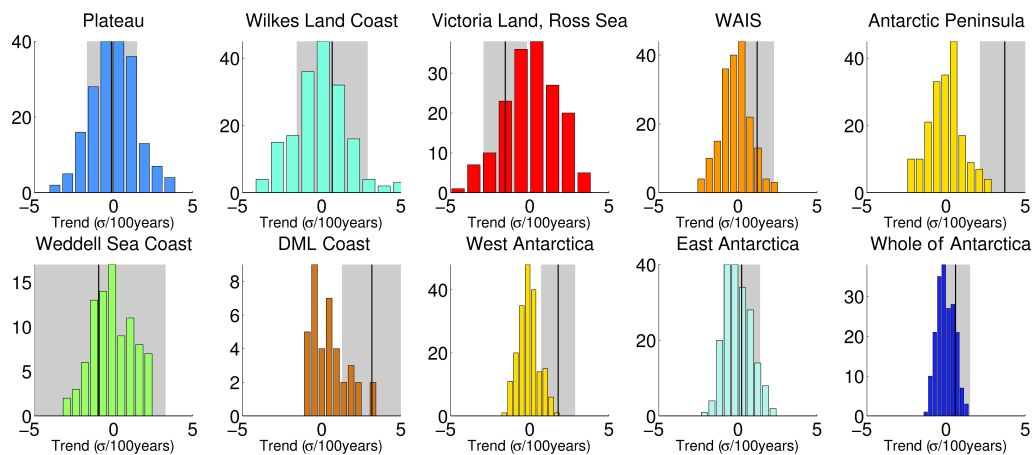 Plateau
Wilkes Land Coast
Victoria Land, Ross Sea
WAIS
Antarctic Peninsula
40
20
0
−5 0 5
Trend (σ/100years)
40
20
0
−5 0 5
Trend (σ/100years)
30
20
10
0
−5 0 5
Trend (σ/100years)
40
20
0
−5 0 5
Trend (σ/100years)
40
20
0
−5 0 5
Trend (σ/100years)
Weddell Sea Coast
DML Coast
West Antarctica
East Antarctica
Whole of Antarctica
15
10
5
0
−5 0 5
Trend (σ/100years)
8
6
4
2
0
−5 0 5
Trend (σ/100years)
40
20
0
−5 0 5
Trend (σ/100years)
40
20
0
−5 0 5
Trend (σ/100years)
30
20
10
0
−5 0 5
Trend (σ/100years)